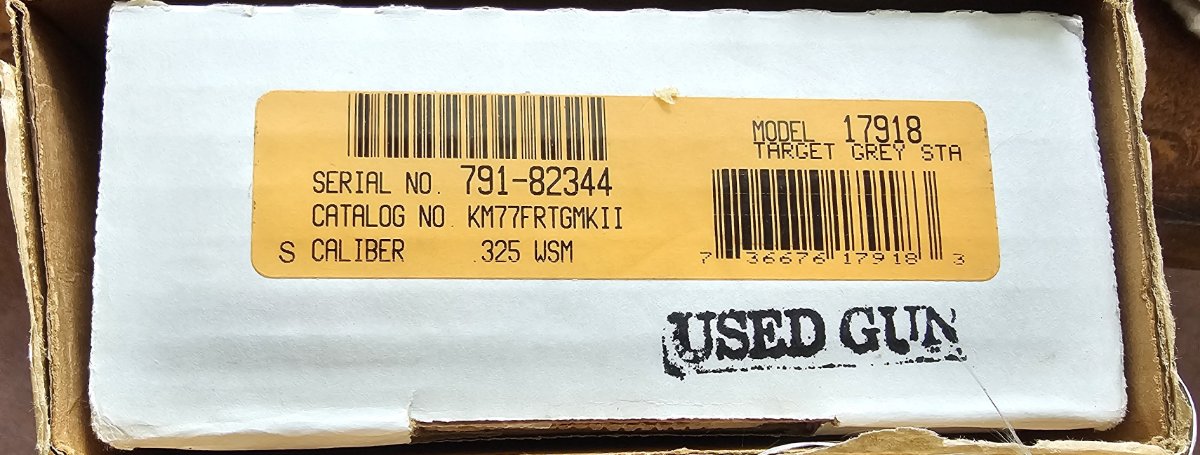 SERIAL NO. 791-82344
CATALOG NO. KM77FRTGMKII
S CALIBER .325 WSM
MODEL 17918
TARGET GREY STA
7 36676 17918 3
USED GUN